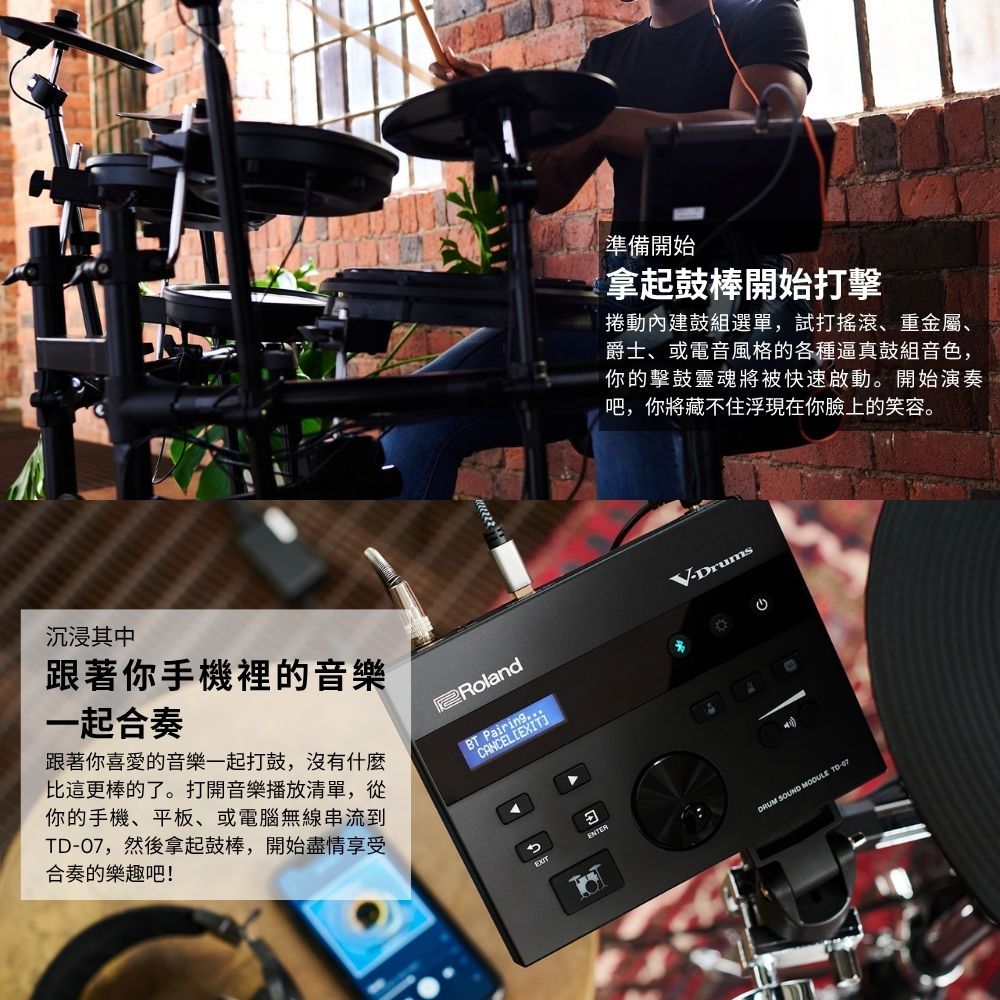 準備開始
拿起鼓棒開始打擊
捲動內建鼓組選單，試打搖滾、重金屬、
爵士、或電音風格的各種逼真鼓組音色，
你的擊鼓靈魂將被快速啟動。開始演奏
吧，你將藏不住浮現在你臉上的笑容。
V-Drums
沉浸其中
跟著你手機裡的音樂
一起合奏
跟著你喜愛的音樂一起打鼓，沒有什麼
比這更棒的了。打開音樂播放清單，從
你的手機、平板、或電腦無線串流到
TD-07，然後拿起鼓棒，開始盡情享受
合奏的樂趣吧！
Roland
BT Pairing...
CANCEL[EXIT]
ENTER
EXIT
DRUM SOUND MODULE TD-07